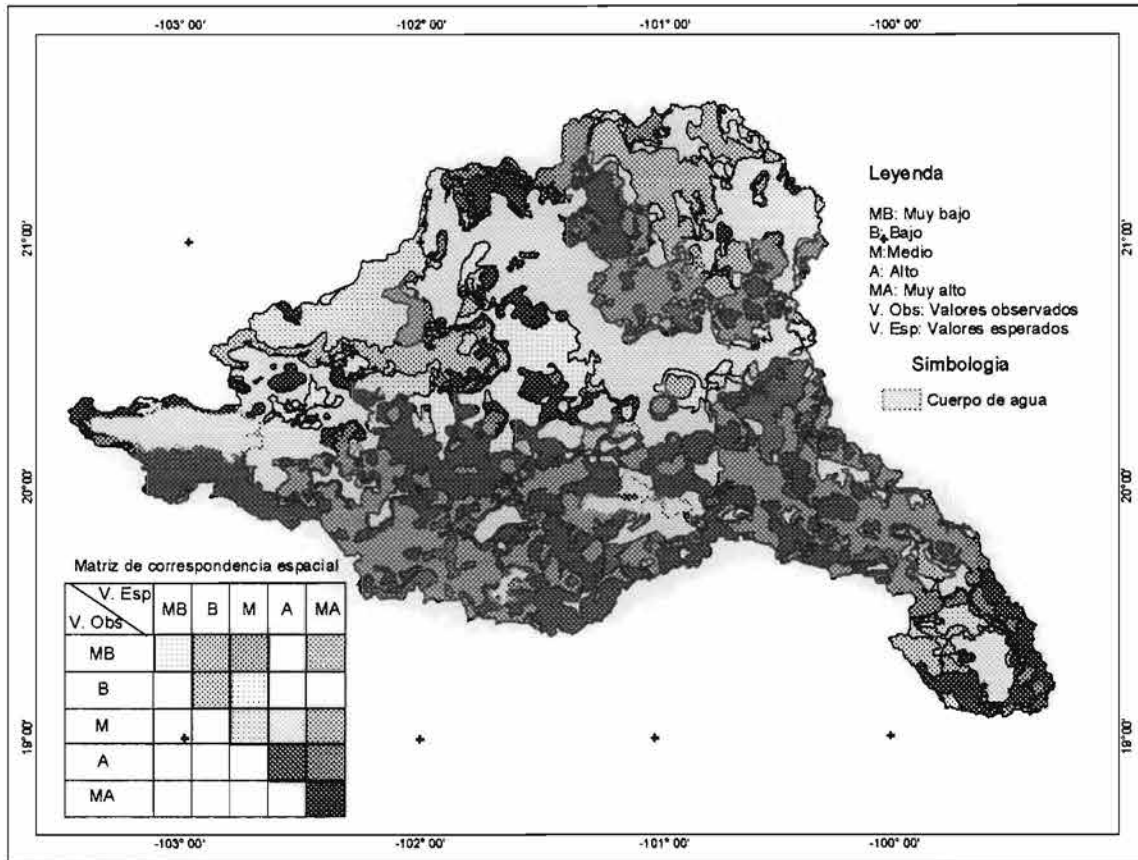 -103° 00' -102° 00' -101° 00' -100° 00'
21° 00'
20° 00'
19° 00'
21° 00'
20° 00'
19° 00'
Leyenda
MB: Muy bajo
B: Bajo
M:Medio
A: Alto
MA: Muy alto
V. Obs: Valores observados
V. Esp: Valores esperados
Simbologia
Cuerpo de agua
Matriz de correspondencia espacial
V. Esp MB B M A MA
V. Obs
MB
B
M
A
MA
-103° 00' -102° 00' -101° 00' -100° 00'